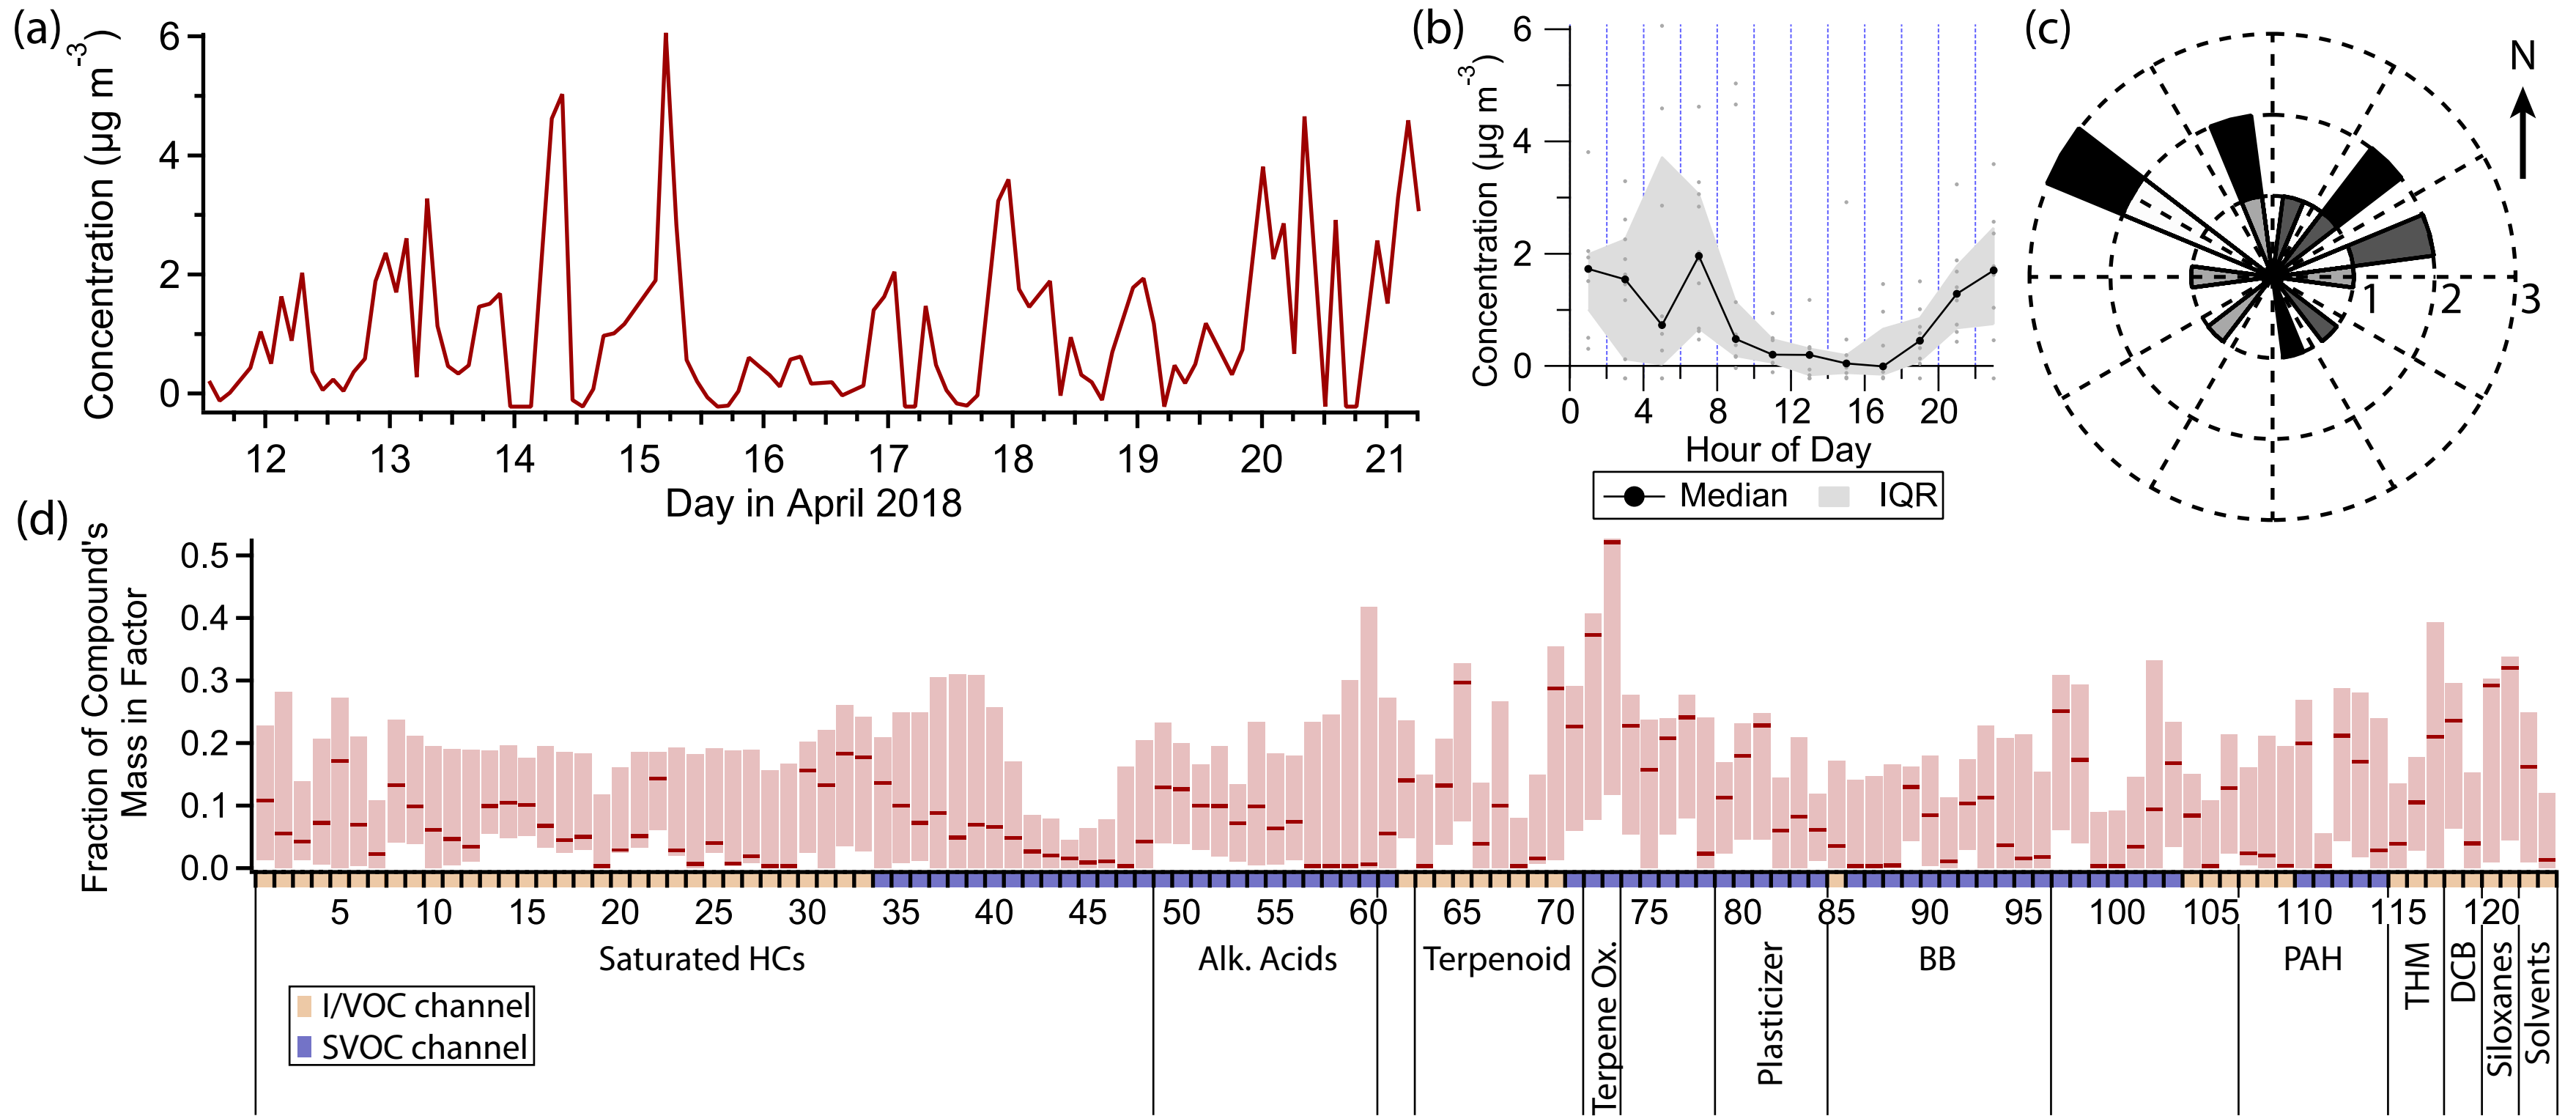 (a)
Concentration (µg m⁻³)
6
4
2
0
12 13 14 15 16 17 18 19 20 21
Day in April 2018
(b)
Concentration (µg m⁻³)
6
4
2
0
0 4 8 12 16 20
Hour of Day
Median IQR
(c)
N
1 2 3
(d)
Fraction of Compound's
Mass in Factor
0.5
0.4
0.3
0.2
0.1
0.0
5 10 15 20 25 30 35 40 45 50 55 60 65 70 75 80 85 90 95 100 105 110 115 120
Saturated HCs Alk. Acids Terpenoid Terpene Ox. Plasticizer BB PAH THM DCB Siloxanes Solvents
I/VOC channel
SVOC channel